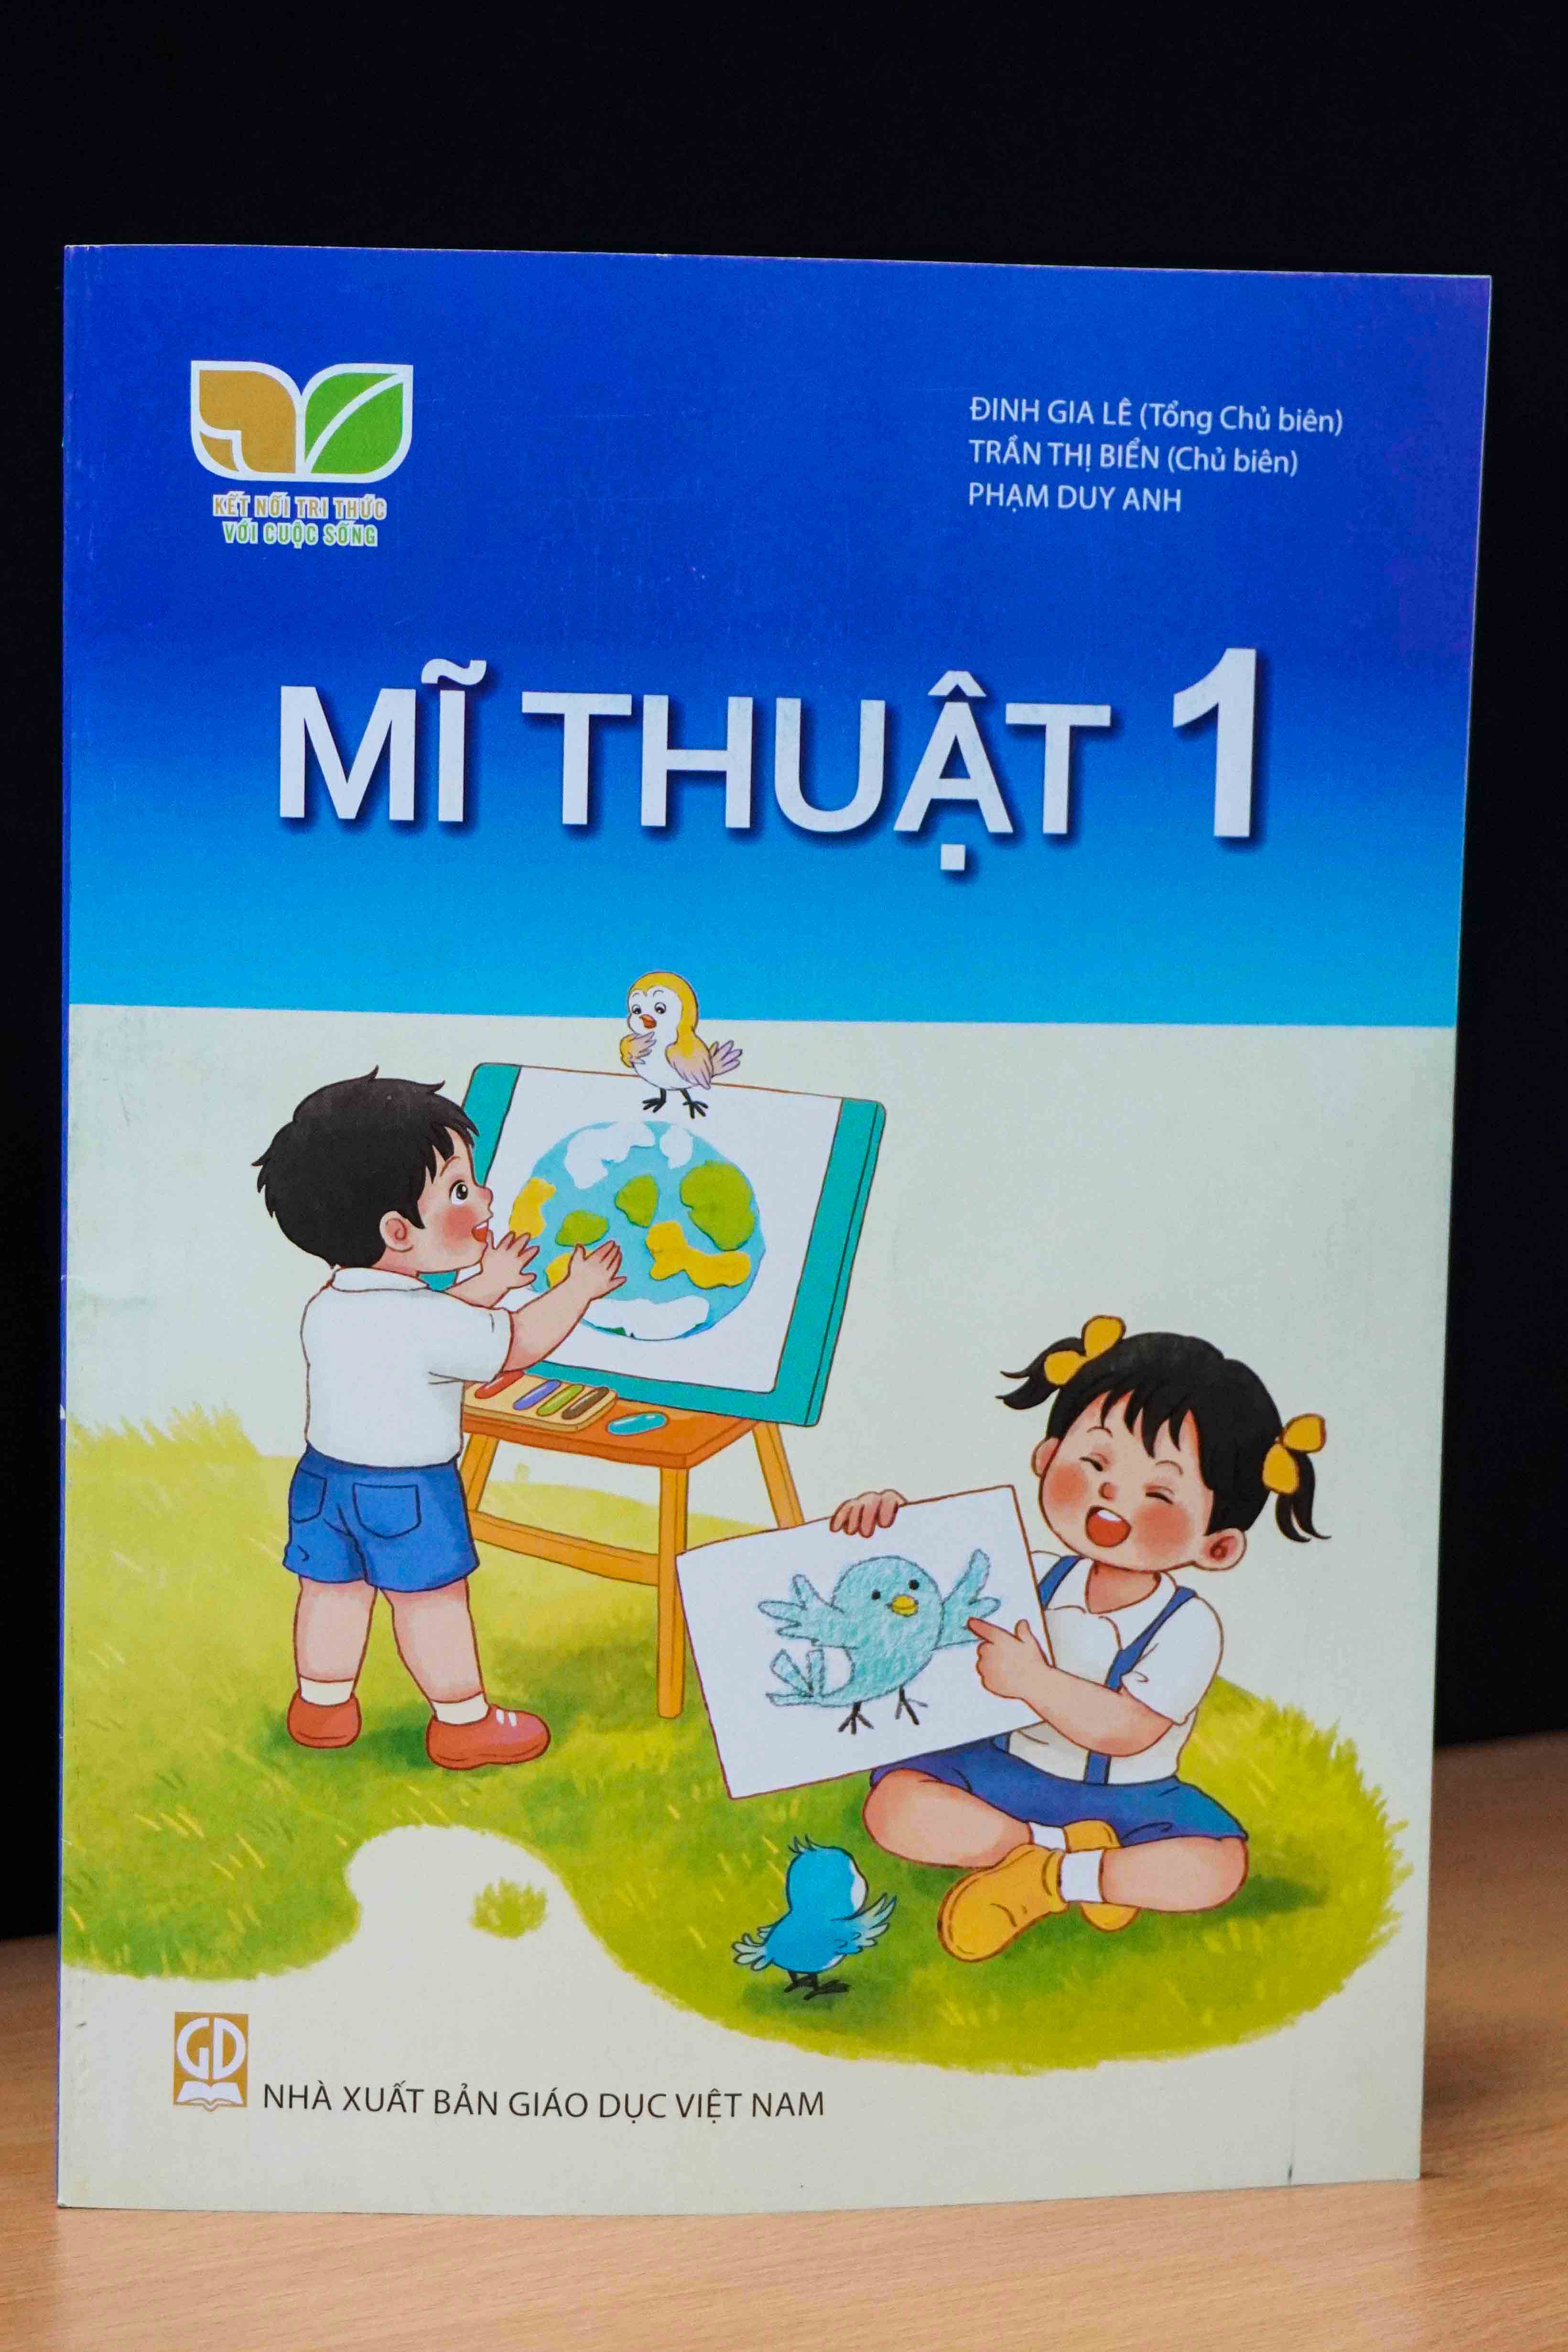 KẾT NỐI TRI THỨC
VỚI CUỘC SỐNG
ĐINH GIA LÊ (Tổng Chủ biên)
TRẦN THỊ BIỂN (Chủ biên)
PHẠM DUY ANH
MĨ THUẬT 1
GD
NHÀ XUẤT BẢN GIÁO DỤC VIỆT NAM